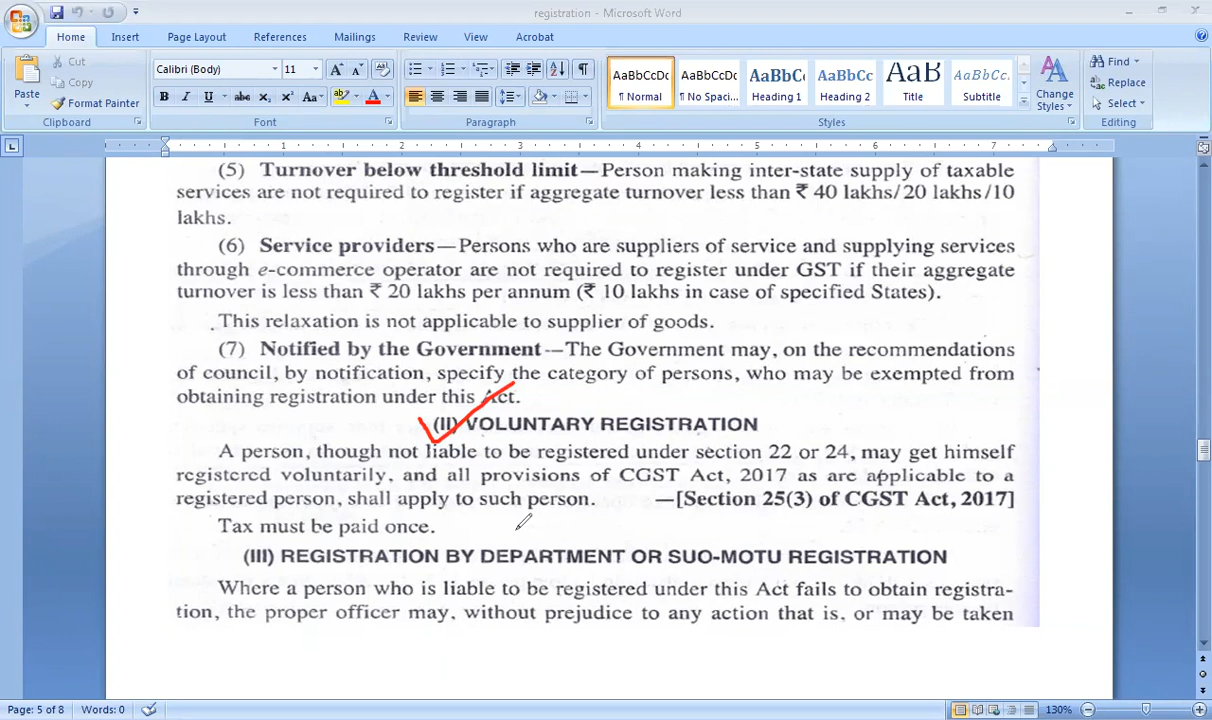 registration - Microsoft Word
Home Insert Page Layout References Mailings Review View Acrobat
Paste
Cut
Copy
Format Painter
Clipboard
Calibri (Body) 11
B I U abc X₂ X² Aa
Font
Paragraph
AaBbCcDc AaBbCcDc AaBbC AaBbCc AaB AaBbCcL
¶ Normal ¶ No Spaci... Heading 1 Heading 2 Title Subtitle
Change Styles
Styles
Find
Replace
Select
Editing
1 2 3 4 5 6 7
(5) Turnover below threshold limit—Person making inter-state supply of taxable
services are not required to register if aggregate turnover less than ₹ 40 lakhs/20 lakhs/10
lakhs.
(6) Service providers—Persons who are suppliers of service and supplying services
through e-commerce operator are not required to register under GST if their aggregate
turnover is less than ₹ 20 lakhs per annum (₹ 10 lakhs in case of specified States).
This relaxation is not applicable to supplier of goods.
(7) Notified by the Government—The Government may, on the recommendations
of council, by notification, specify the category of persons, who may be exempted from
obtaining registration under this Act.
(II) VOLUNTARY REGISTRATION
A person, though not liable to be registered under section 22 or 24, may get himself
registered voluntarily, and all provisions of CGST Act, 2017 as are applicable to a
registered person, shall apply to such person. —[Section 25(3) of CGST Act, 2017]
Tax must be paid once.
(III) REGISTRATION BY DEPARTMENT OR SUO-MOTU REGISTRATION
Where a person who is liable to be registered under this Act fails to obtain registra-
tion, the proper officer may, without prejudice to any action that is, or may be taken
Page: 5 of 8 Words: 0 130%